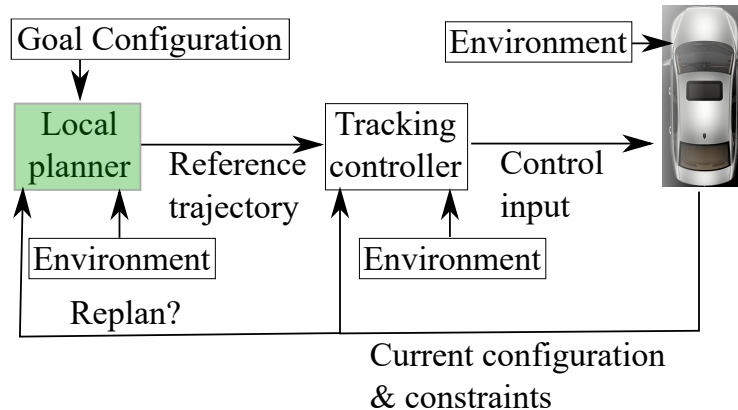 Goal Configuration
Environment
Local
planner
Reference
trajectory
Tracking
controller
Control
input
Environment
Environment
Replan?
Current configuration
& constraints